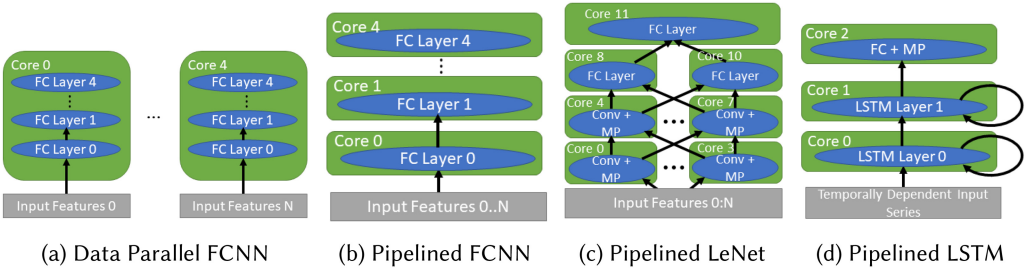 Core 0
FC Layer 4
FC Layer 1
FC Layer 0
Input Features 0
...
Core 4
FC Layer 4
FC Layer 1
FC Layer 0
Input Features N
(a) Data Parallel FCNN
Core 4
FC Layer 4
Core 1
FC Layer 1
Core 0
FC Layer 0
Input Features 0..N
(b) Pipelined FCNN
Core 11
FC Layer
Core 8
FC Layer
Core 10
FC Layer
Core 4
Conv +
MP
Core 7
Conv +
MP
Core 0
Conv +
MP
Core 3
Conv +
MP
Input Features 0:N
(c) Pipelined LeNet
Core 2
FC + MP
Core 1
LSTM Layer 1
Core 0
LSTM Layer 0
Temporally Dependent Input
Series
(d) Pipelined LSTM